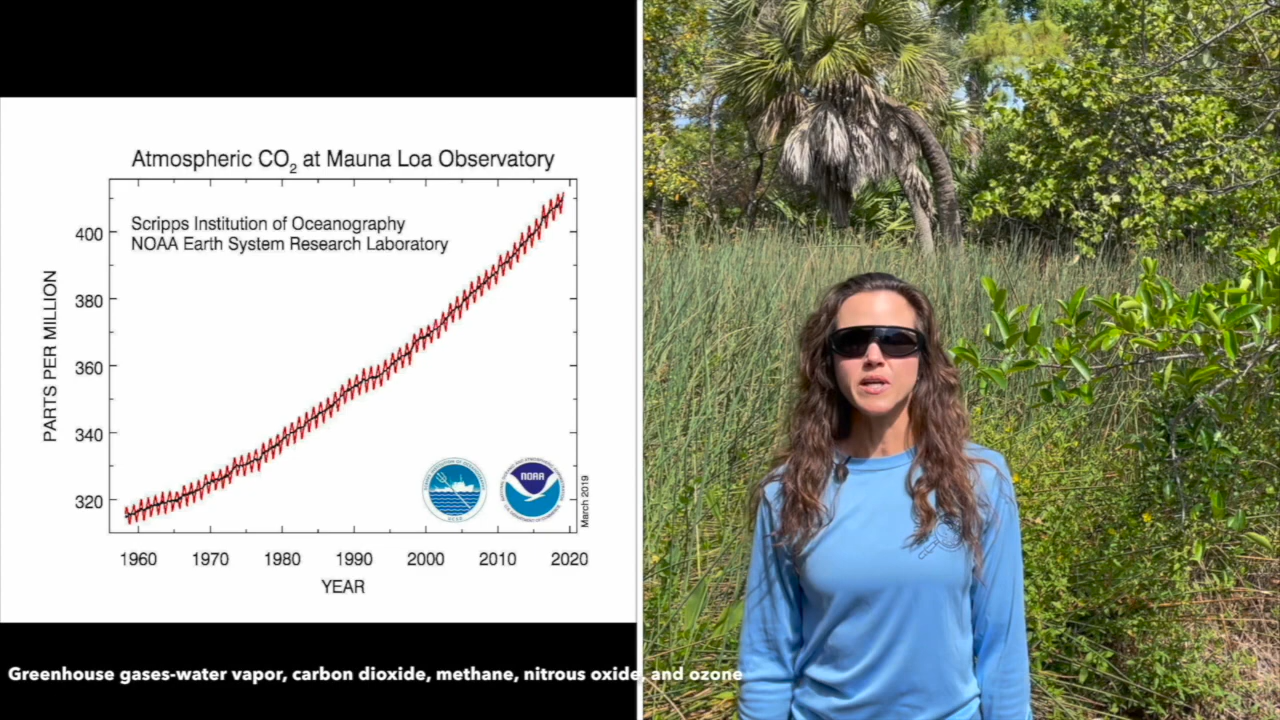 Atmospheric CO₂ at Mauna Loa Observatory
Scripps Institution of Oceanography
NOAA Earth System Research Laboratory
PARTS PER MILLION
400
380
360
340
320
NOAA
March 2019
1960 1970 1980 1990 2000 2010 2020
YEAR
Greenhouse gases-water vapor, carbon dioxide, methane, nitrous oxide, and ozone